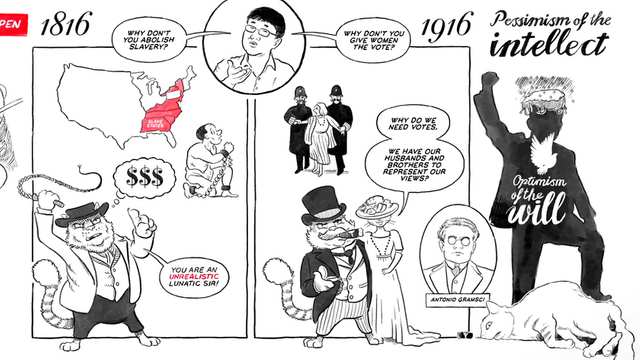 PEN
1816
WHY DON'T
YOU ABOLISH
SLAVERY?
WHY DON'T YOU
GIVE WOMEN
THE VOTE?
1916
Pessimism of the
intellect
SLAVE
STATES
$$$
YOU ARE AN
UNREALISTIC
LUNATIC SIR!
WHY DO WE
NEED VOTES.
WE HAVE OUR
HUSBANDS AND
BROTHERS TO
REPRESENT OUR
VIEWS?
ANTONIO GRAMSCI
Optimism
of the
will